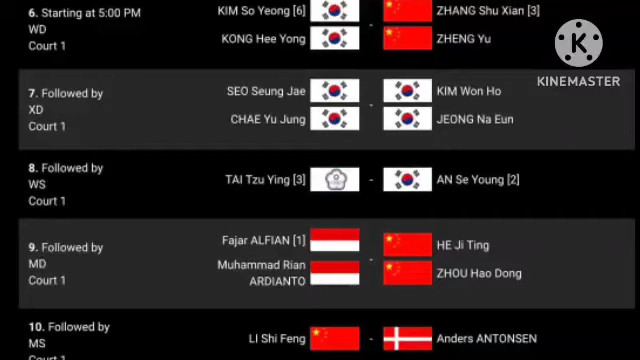 6. Starting at 5:00 PM
WD
Court 1
KIM So Yeong [6]
KONG Hee Yong
-
ZHANG Shu Xian [3]
ZHENG Yu
K
KINEMASTER
7. Followed by
XD
Court 1
SEO Seung Jae
CHAE Yu Jung
-
KIM Won Ho
JEONG Na Eun
8. Followed by
WS
Court 1
TAI Tzu Ying [3]
-
AN Se Young [2]
9. Followed by
MD
Court 1
Fajar ALFIAN [1]
Muhammad Rian
ARDIANTO
-
HE Ji Ting
ZHOU Hao Dong
10. Followed by
MS
Court 1
LI Shi Feng
-
Anders ANTONSEN